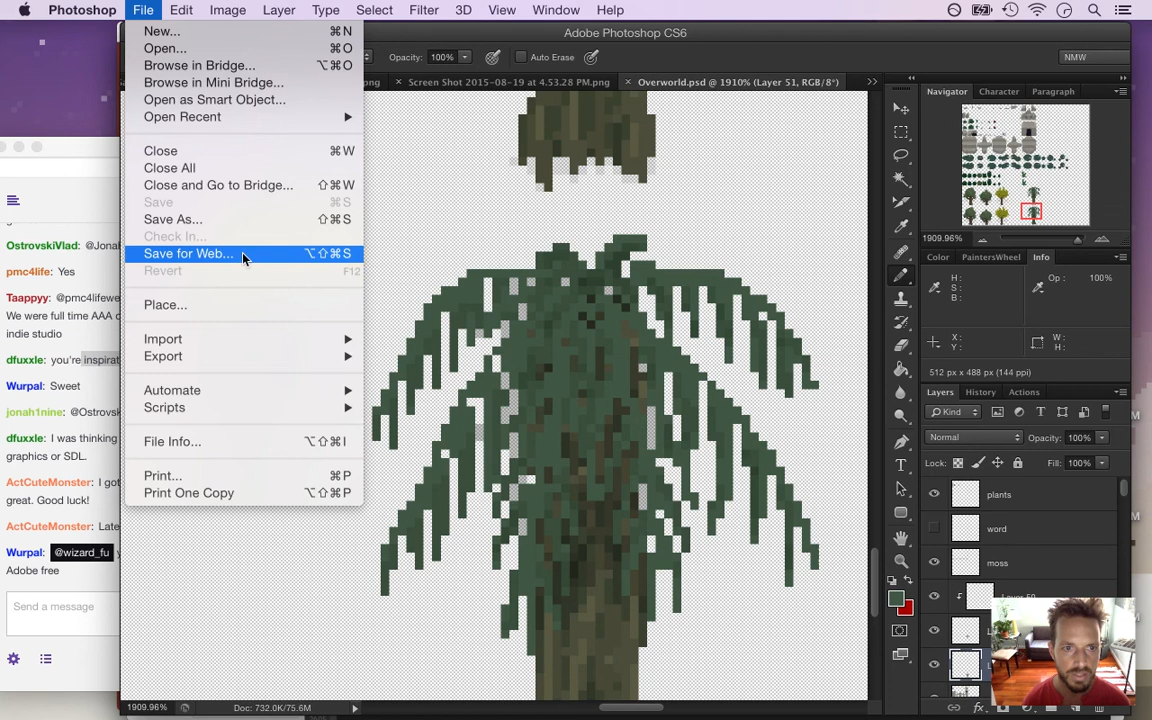 Photoshop File Edit Image Layer Type Select Filter 3D View Window Help
Adobe Photoshop CS6
Opacity: 100% Auto Erase NMW
Screen Shot 2015-08-19 at 4.53.28 PM.png × Overworld.psd @ 1910% (Layer 51, RGB/8*)
New... ⌘N
Open... ⌘O
Browse in Bridge... ⌥⌘O
Browse in Mini Bridge...
Open as Smart Object...
Open Recent
Close ⌘W
Close All
Close and Go to Bridge... ⇧⌘W
Save ⌘S
Save As... ⇧⌘S
Check In...
Save for Web... ⌥⇧⌘S
Revert F12
Place...
Import
Export
Automate
Scripts
File Info... ⌥⇧⌘I
Print... ⌘P
Print One Copy ⌥⇧⌘P
OstrovskiVlad: @Jona
pmc4life: Yes
Taappyy: @pmc4lifewe
We were full time AAA c
indie studio
dfuxxle: you're inspirat
Wurpal: Sweet
jonah1nine: @Ostrovsk
dfuxxle: I was thinking
graphics or SDL.
ActCuteMonster: I got
great. Good luck!
ActCuteMonster: Late
Wurpal: @wizard_fu
Adobe free
Send a message
Navigator Character Paragraph
1909.96%
Color PaintersWheel Info
H:
S:
B:
Op: 100%
X:
Y:
W:
H:
512 px x 488 px (144 ppi)
Layers History Actions
Kind
Normal Opacity: 100%
Lock: Fill: 100%
plants
word
moss
1909.96% Doc: 732.0K/75.6M